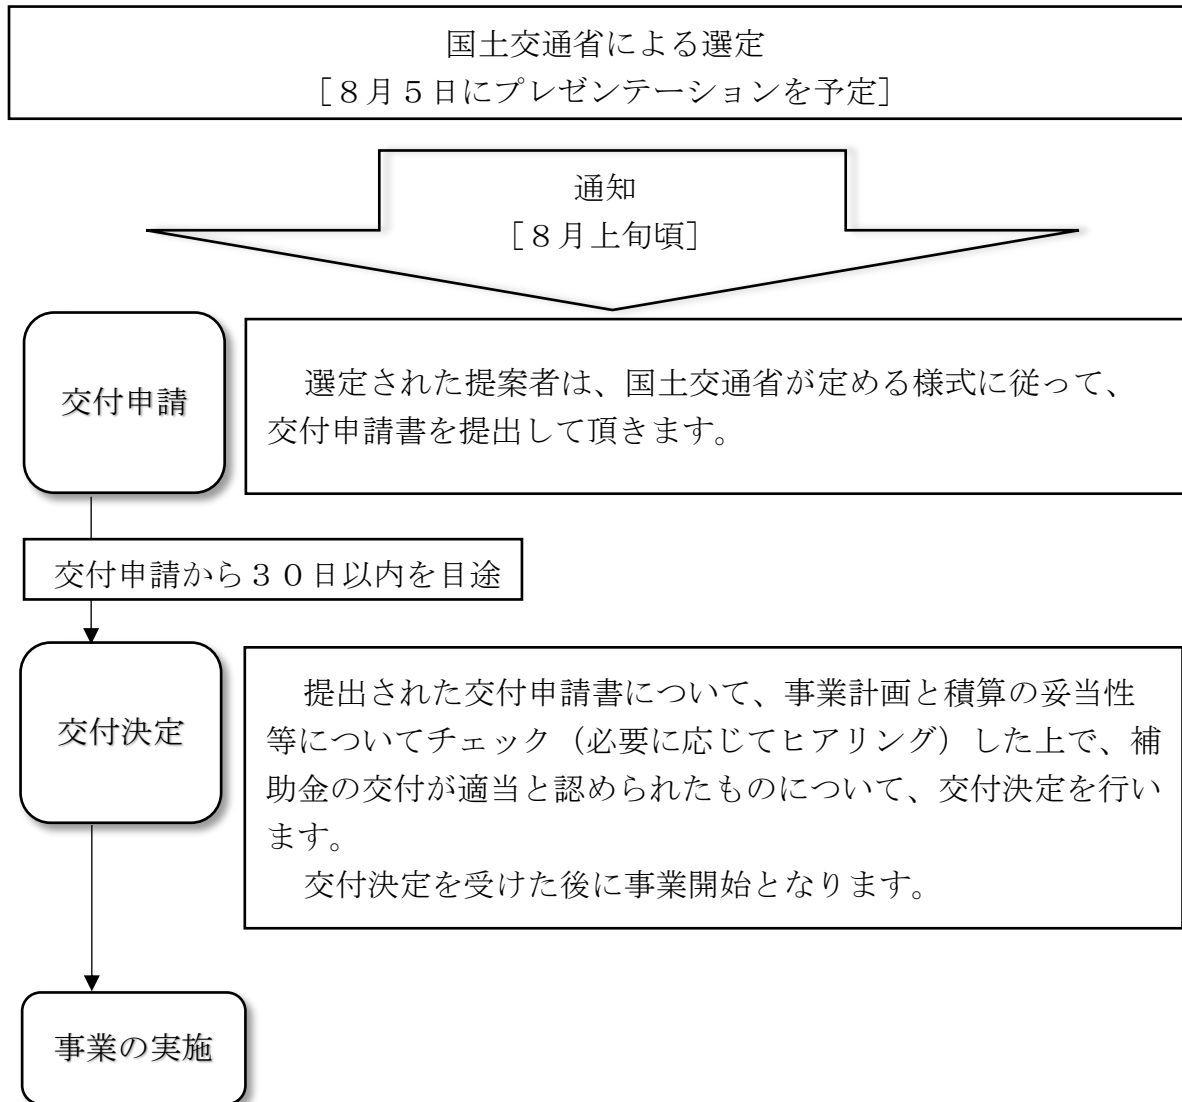 国土交通省による選定
［８月５日にプレゼンテーションを予定］
通知
［８月上旬頃］
交付申請
選定された提案者は、国土交通省が定める様式に従って、
交付申請書を提出して頂きます。
交付申請から３０日以内を目途
交付決定
提出された交付申請書について、事業計画と積算の妥当性
等についてチェック（必要に応じてヒアリング）した上で、補
助金の交付が適当と認められたものについて、交付決定を行い
ます。
交付決定を受けた後に事業開始となります。
事業の実施